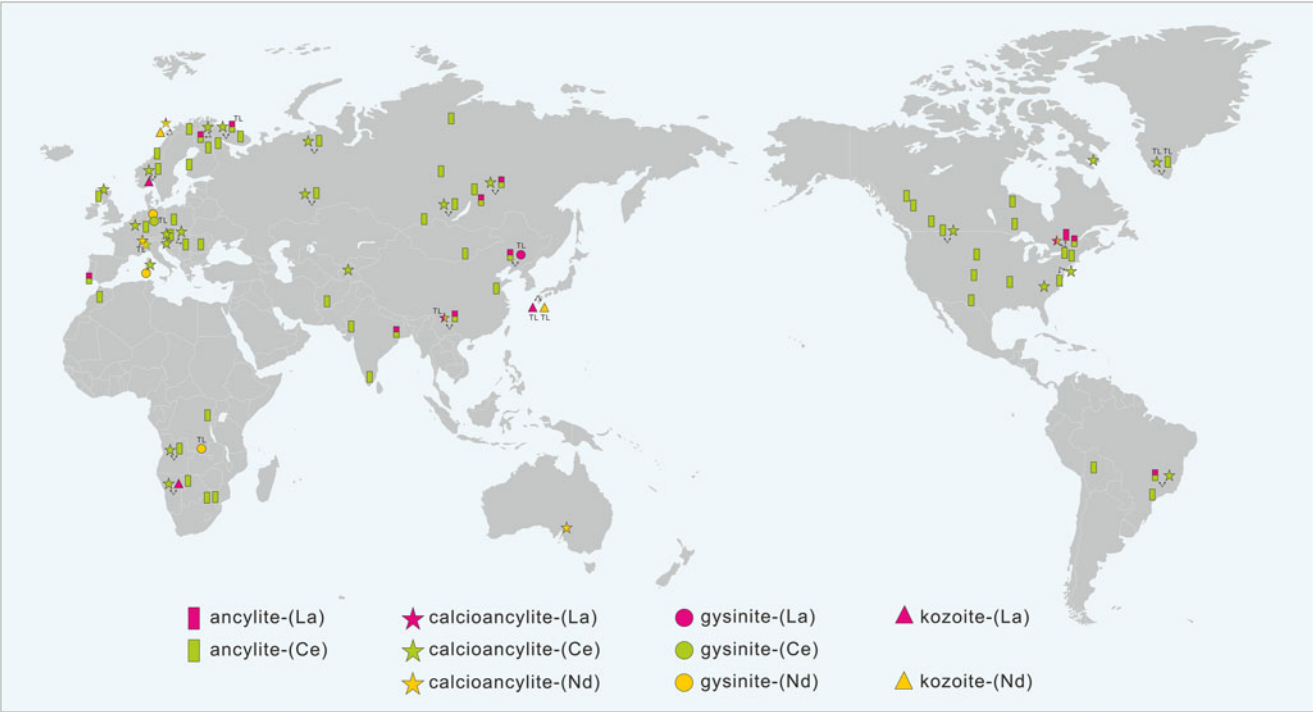 TL
TL TL
TL
TL
TL
TL
TL TL
TL
ancylite-(La) calcioancylite-(La) gysinite-(La) kozoite-(La)
ancylite-(Ce) calcioancylite-(Ce) gysinite-(Ce)
calcioancylite-(Nd) gysinite-(Nd) kozoite-(Nd)